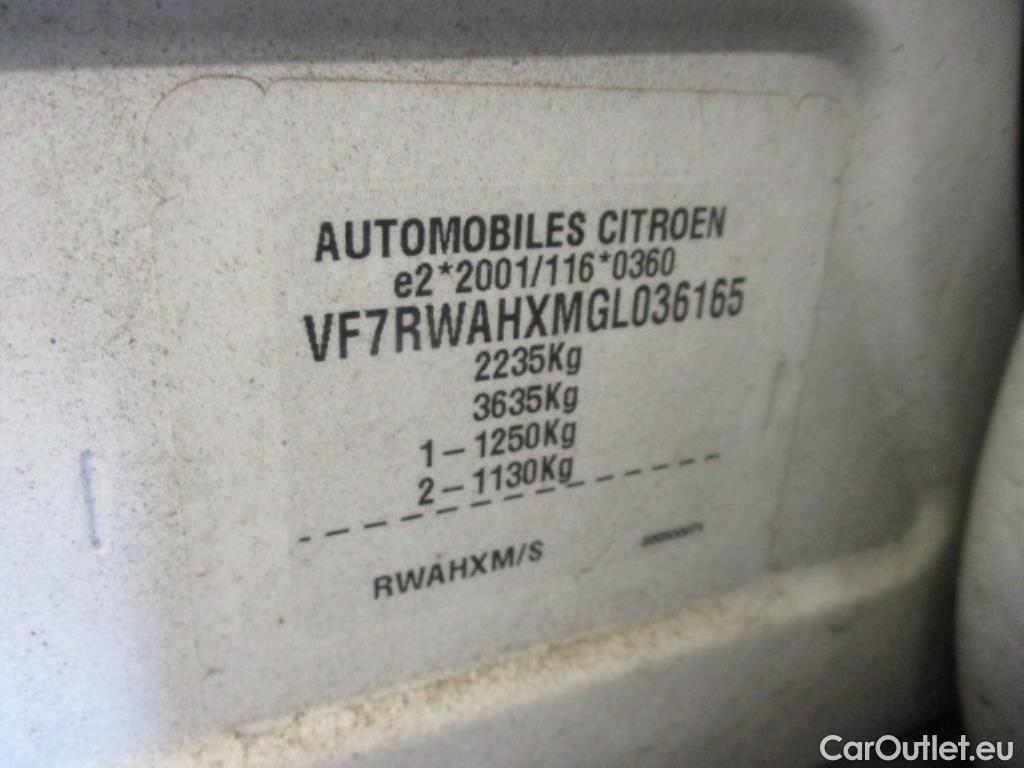 AUTOMOBILES CITROEN
e2*2001/116*0360
VF7RWAHXMGL036165
2235Kg
3635Kg
1-1250Kg
2-1130Kg
RWAHXM/S
CarOutlet.eu